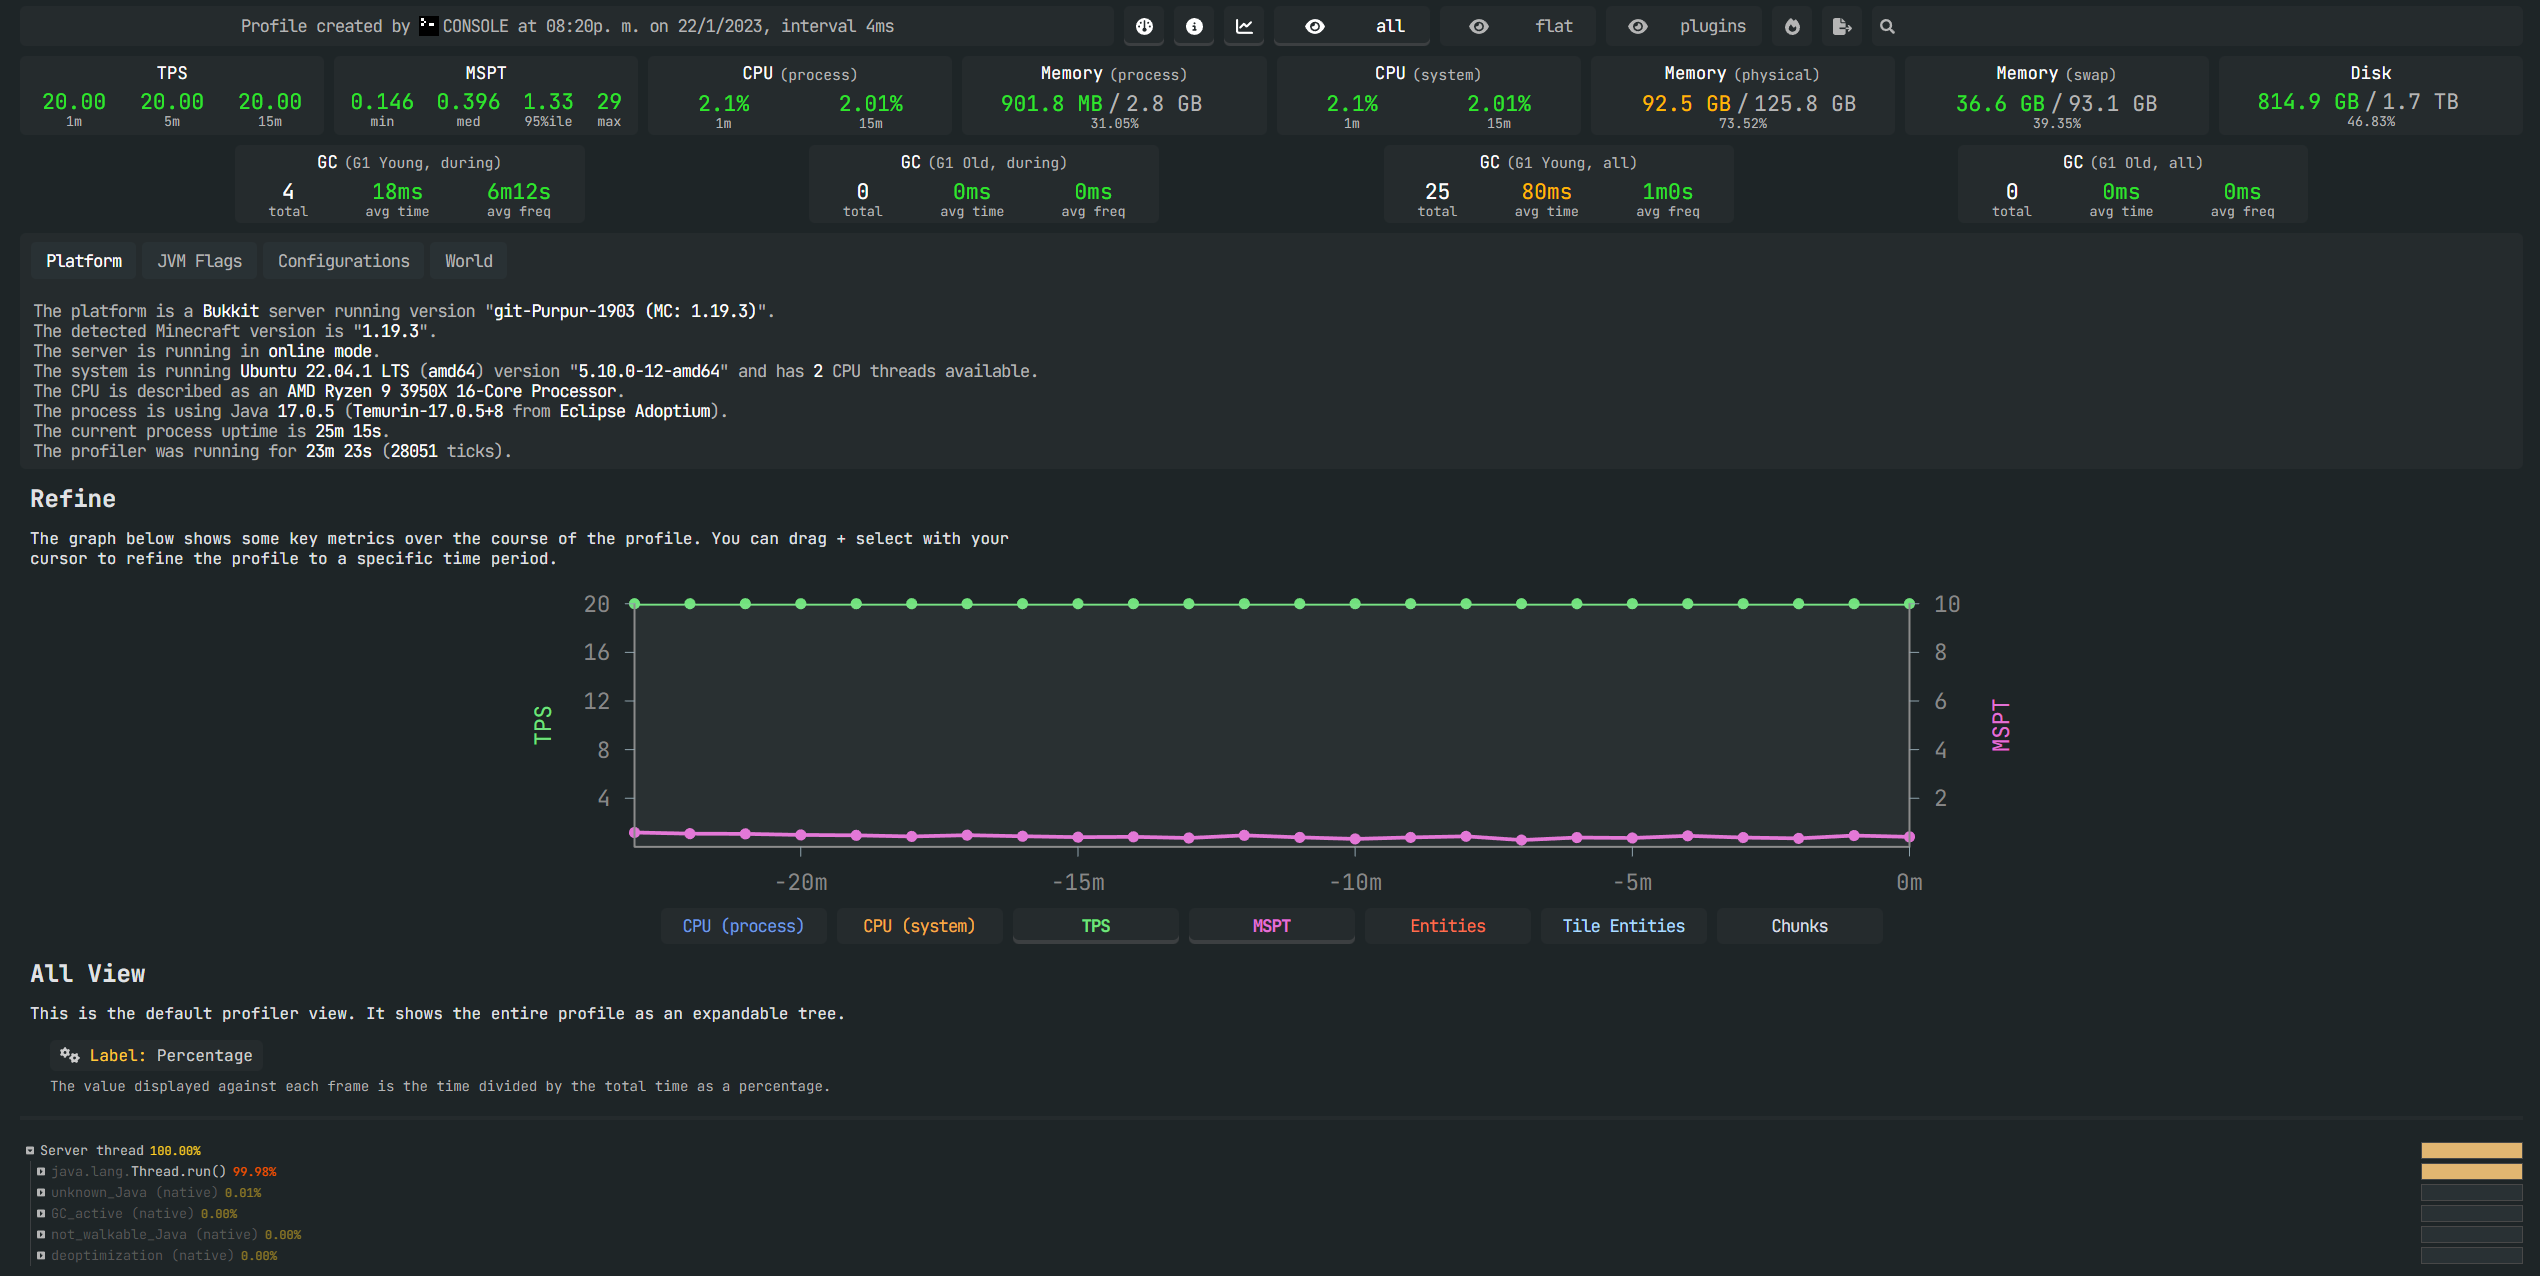 Profile created by CONSOLE at 08:20p. m. on 22/1/2023, interval 4ms
all
flat
plugins
TPS
20.00 20.00 20.00
1m 5m 15m
MSPT
0.146 0.396 1.33 29
min med 95%ile max
CPU (process)
2.1% 2.01%
1m 15m
Memory (process)
901.8 MB/2.8 GB
31.05%
CPU (system)
2.1% 2.01%
1m 15m
Memory (physical)
92.5 GB/125.8 GB
73.52%
Memory (swap)
36.6 GB/93.1 GB
39.35%
Disk
814.9 GB/1.7 TB
46.83%
GC (G1 Young, during)
4 18ms 6m12s
total avg time avg freq
GC (G1 Old, during)
0 0ms 0ms
total avg time avg freq
GC (G1 Young, all)
25 80ms 1m0s
total avg time avg freq
GC (G1 Old, all)
0 0ms 0ms
total avg time avg freq
Platform JVM Flags Configurations World
The platform is a Bukkit server running version "git-Purpur-1903 (MC: 1.19.3)".
The detected Minecraft version is "1.19.3".
The server is running in online mode.
The system is running Ubuntu 22.04.1 LTS (amd64) version "5.10.0-12-amd64" and has 2 CPU threads available.
The CPU is described as an AMD Ryzen 9 3950X 16-Core Processor.
The process is using Java 17.0.5 (Temurin-17.0.5+8 from Eclipse Adoptium).
The current process uptime is 25m 15s.
The profiler was running for 23m 23s (28051 ticks).
Refine
The graph below shows some key metrics over the course of the profile. You can drag + select with your
cursor to refine the profile to a specific time period.
20 10
16 8
12 6
TPS MSPT
8 4
4 2
-20m -15m -10m -5m 0m
CPU (process) CPU (system) TPS MSPT Entities Tile Entities Chunks
All View
This is the default profiler view. It shows the entire profile as an expandable tree.
Label: Percentage
The value displayed against each frame is the time divided by the total time as a percentage.
Server thread 100.00%
java.lang.Thread.run() 99.98%
unknown_Java (native) 0.01%
GC_active (native) 0.00%
not_walkable_Java (native) 0.00%
deoptimization (native) 0.00%